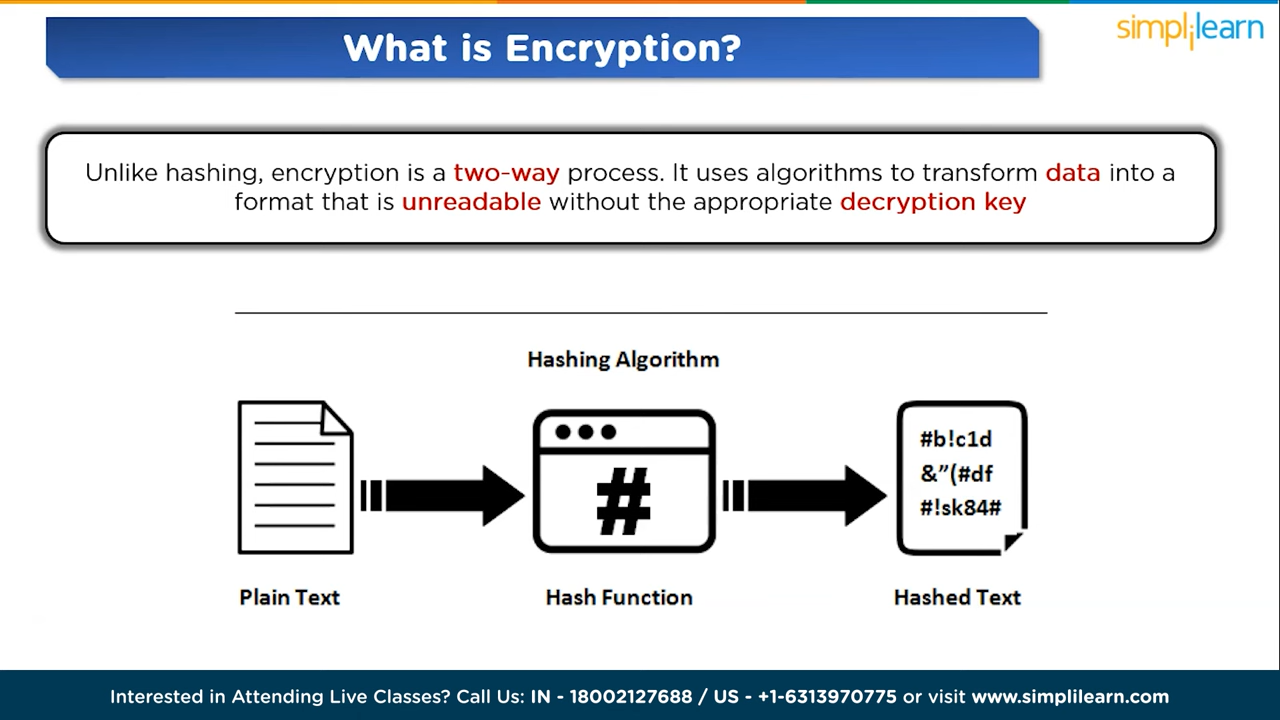 What is Encryption?
simplilearn
Unlike hashing, encryption is a two-way process. It uses algorithms to transform data into a
format that is unreadable without the appropriate decryption key
Hashing Algorithm
#
#b!c1d
&”(#df
#!sk84#
Plain Text
Hash Function
Hashed Text
Interested in Attending Live Classes? Call Us: IN - 18002127688 / US - +1-6313970775 or visit www.simplilearn.com